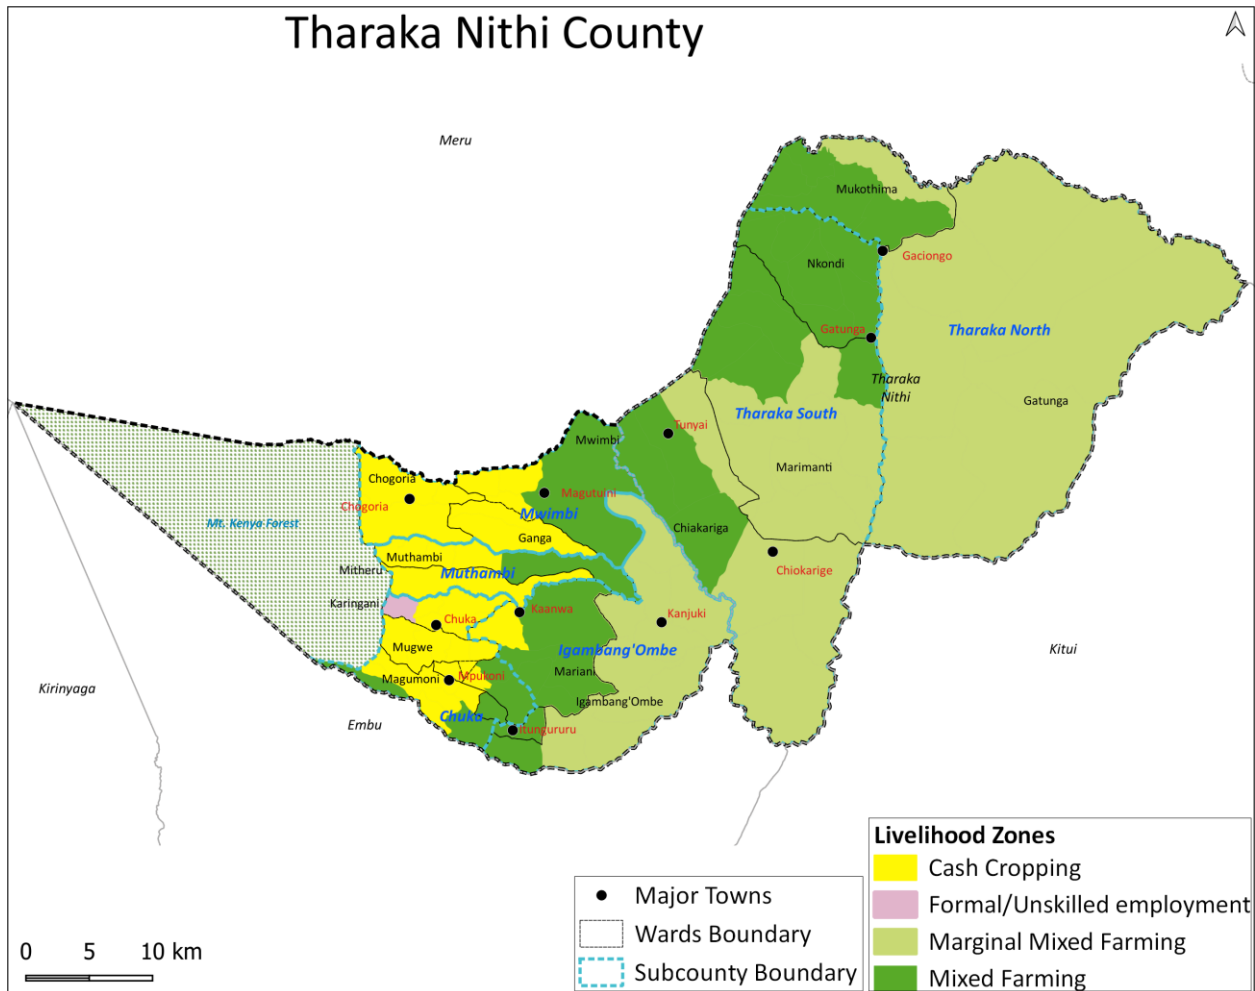 Tharaka Nithi County
Meru
Mukothima
Nkondi
Gaciongo
Gatunga
Tharaka North
Tharaka
Nithi
Gatunga
Tharaka South
Tunyai
Mwimbi
Marimanti
Chogoria
Chogoria
Magutuini
Mwimbi
Mt. Kenya Forest
Chiakariga
Ganga
Muthambi
Mitheru
Muthambi
Chiokarige
Karingani
Chuka
Kaanwa
Kanjuki
Mugwe
Igambang'Ombe
Kitui
Mariani
Magumoni
Mpukoni
Kirinyaga
Igambang'Ombe
Embu
Chuka
Itungururu
Livelihood Zones
Cash Cropping
Formal/Unskilled employment
Marginal Mixed Farming
Mixed Farming
Major Towns
Wards Boundary
Subcounty Boundary
0 5 10 km